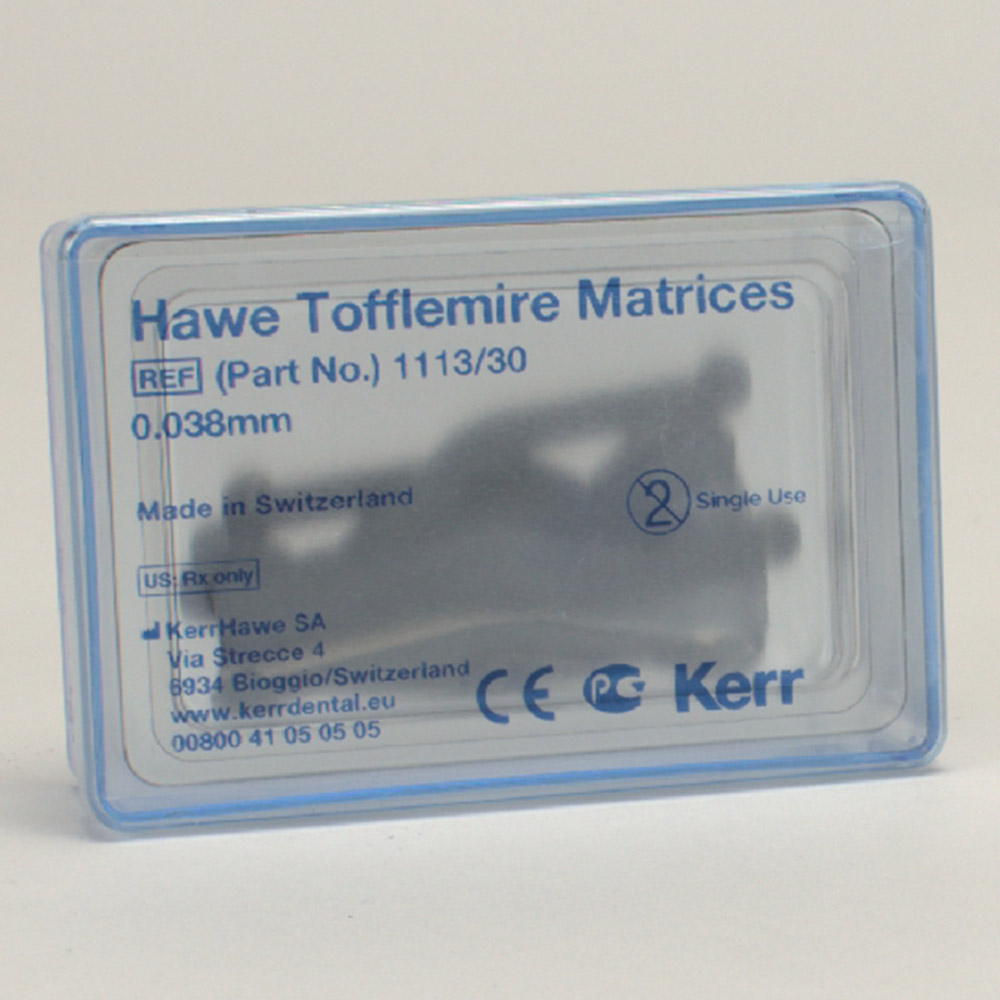 Hawe Tofflemire Matrices
REF (Part No.) 1113/30
0.038mm
Made in Switzerland
2 Single Use
US: Rx only
KerrHawe SA
Via Strecce 4
6934 Bioggio/Switzerland
www.kerrdental.eu
00800 41 05 05 05
CE PG Kerr